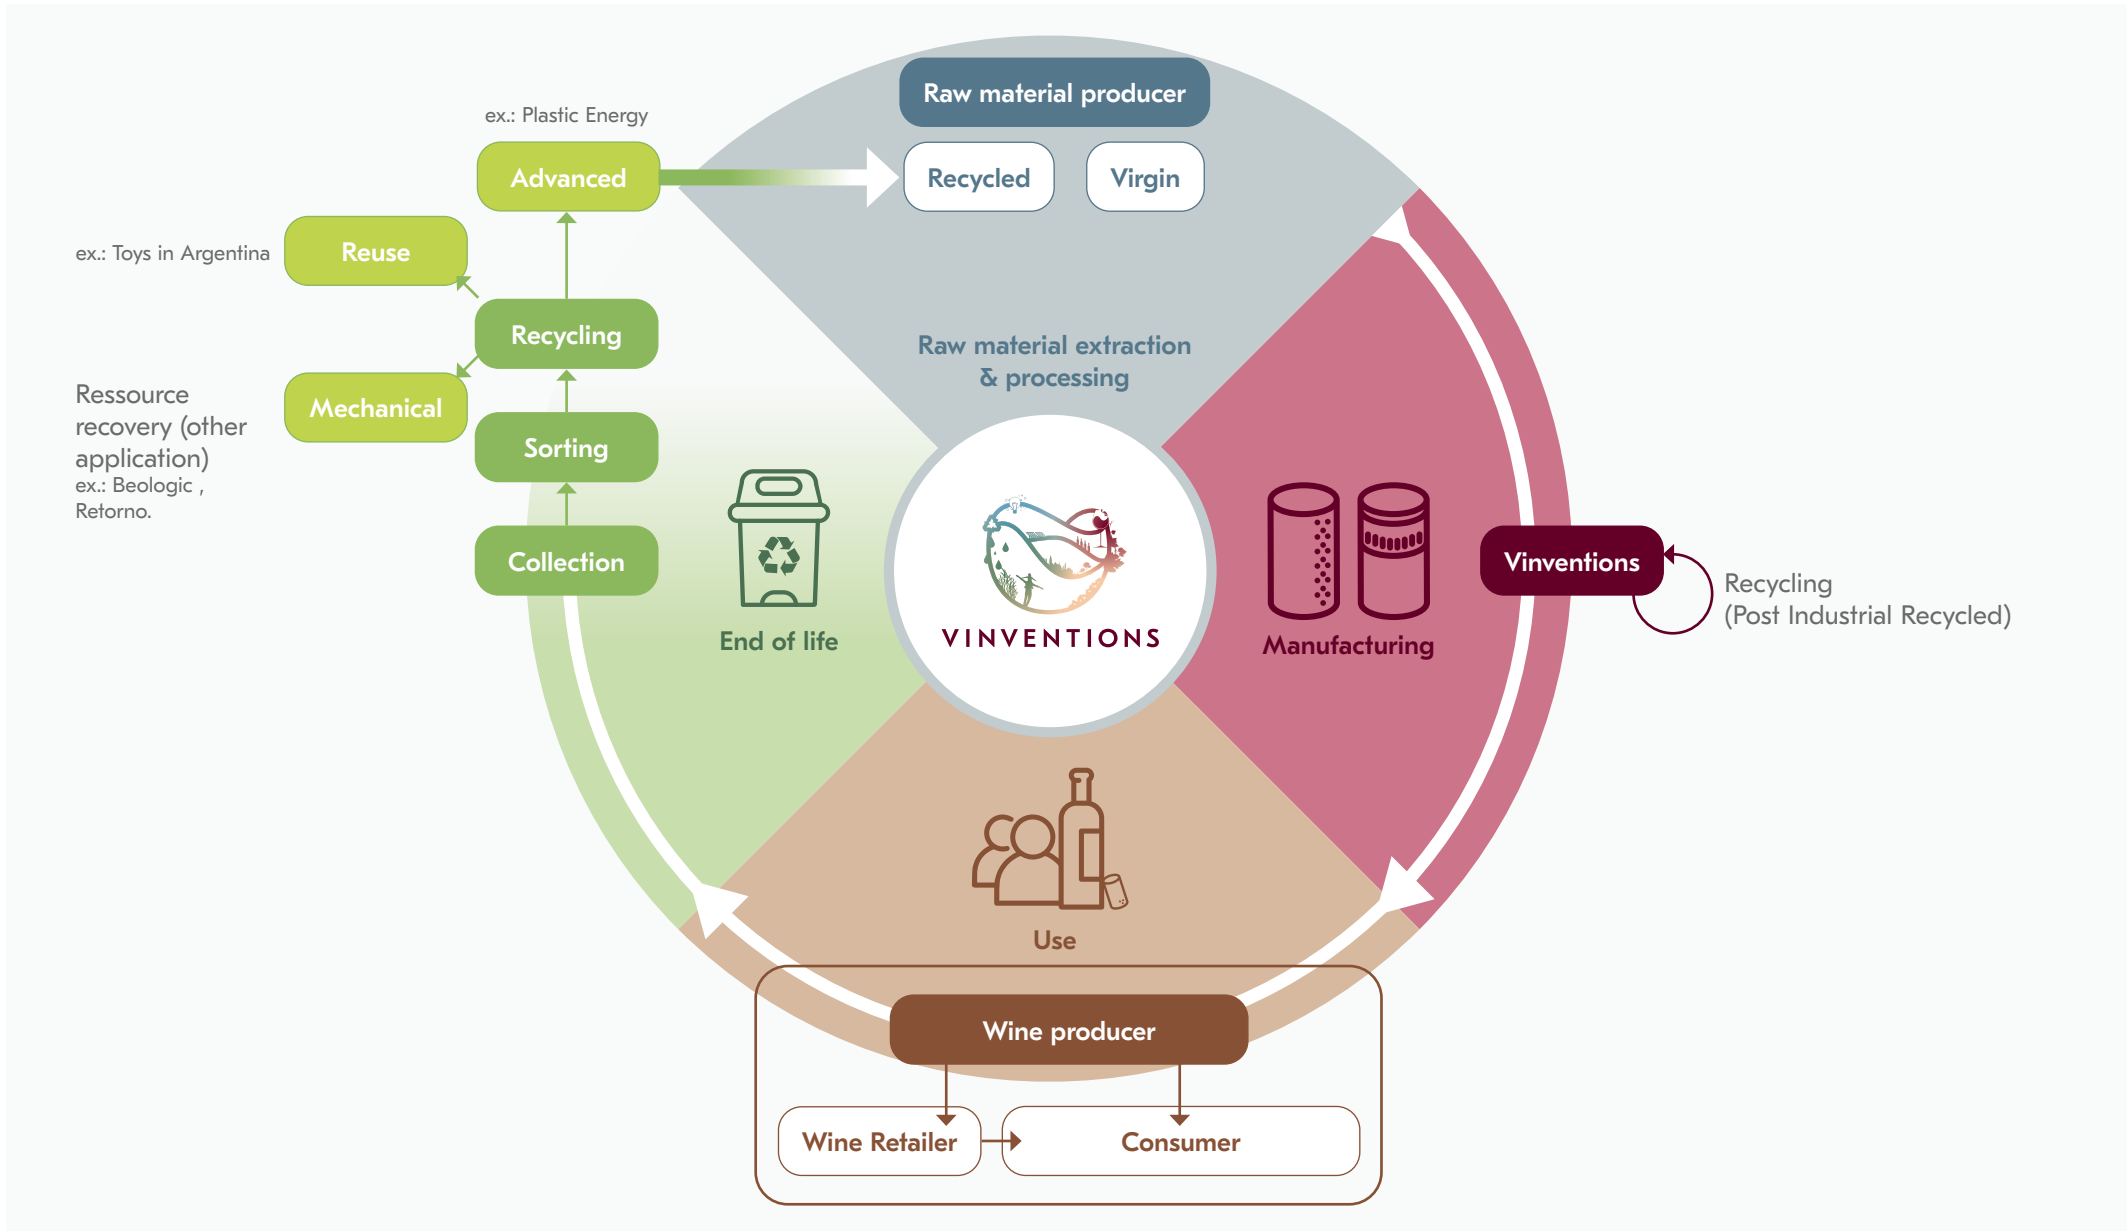 Raw material producer
ex.: Plastic Energy
Advanced
Recycled
Virgin
ex.: Toys in Argentina
Reuse
Recycling
Raw material extraction
& processing
Ressource
recovery (other
application)
ex.: Beologic ,
Retorno.
Mechanical
Sorting
Collection
End of life
VINVENTIONS
Manufacturing
Vinventions
Recycling
(Post Industrial Recycled)
Use
Wine producer
Wine Retailer
Consumer